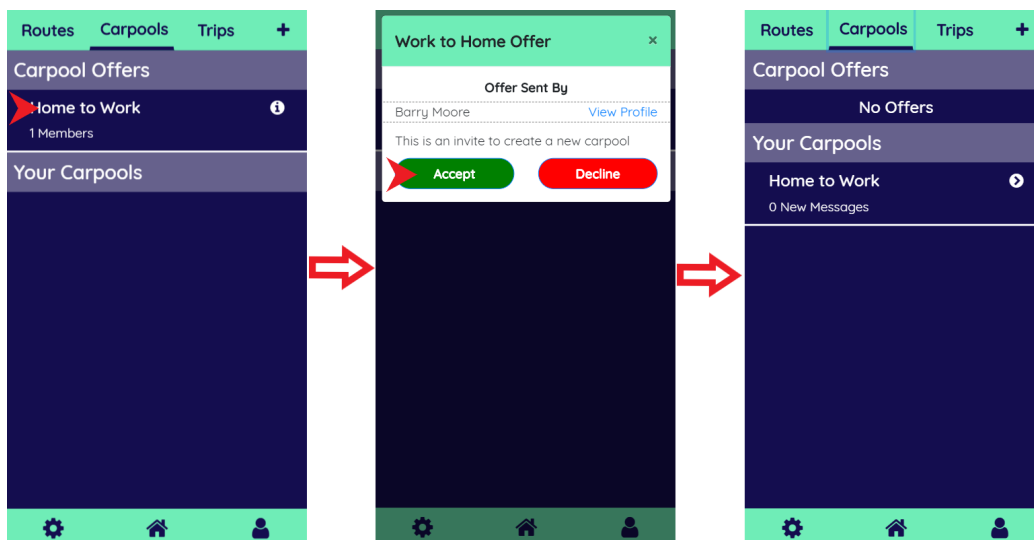 Routes Carpools Trips +
Carpool Offers
Home to Work
1 Members
Your Carpools
Work to Home Offer ×
Offer Sent By
Barry Moore View Profile
This is an invite to create a new carpool
Accept Decline
Routes Carpools Trips +
Carpool Offers
No Offers
Your Carpools
Home to Work
0 New Messages